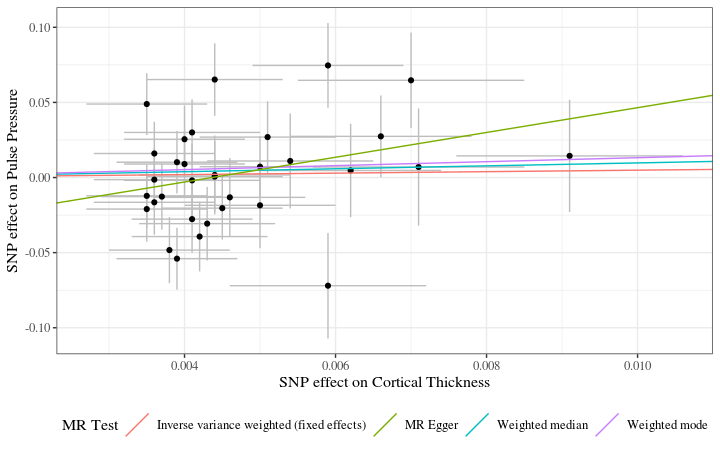 0.10
0.05
0.00
-0.05
-0.10
SNP effect on Pulse Pressure
0.004 0.006 0.008 0.010
SNP effect on Cortical Thickness
MR Test Inverse variance weighted (fixed effects) MR Egger Weighted median Weighted mode